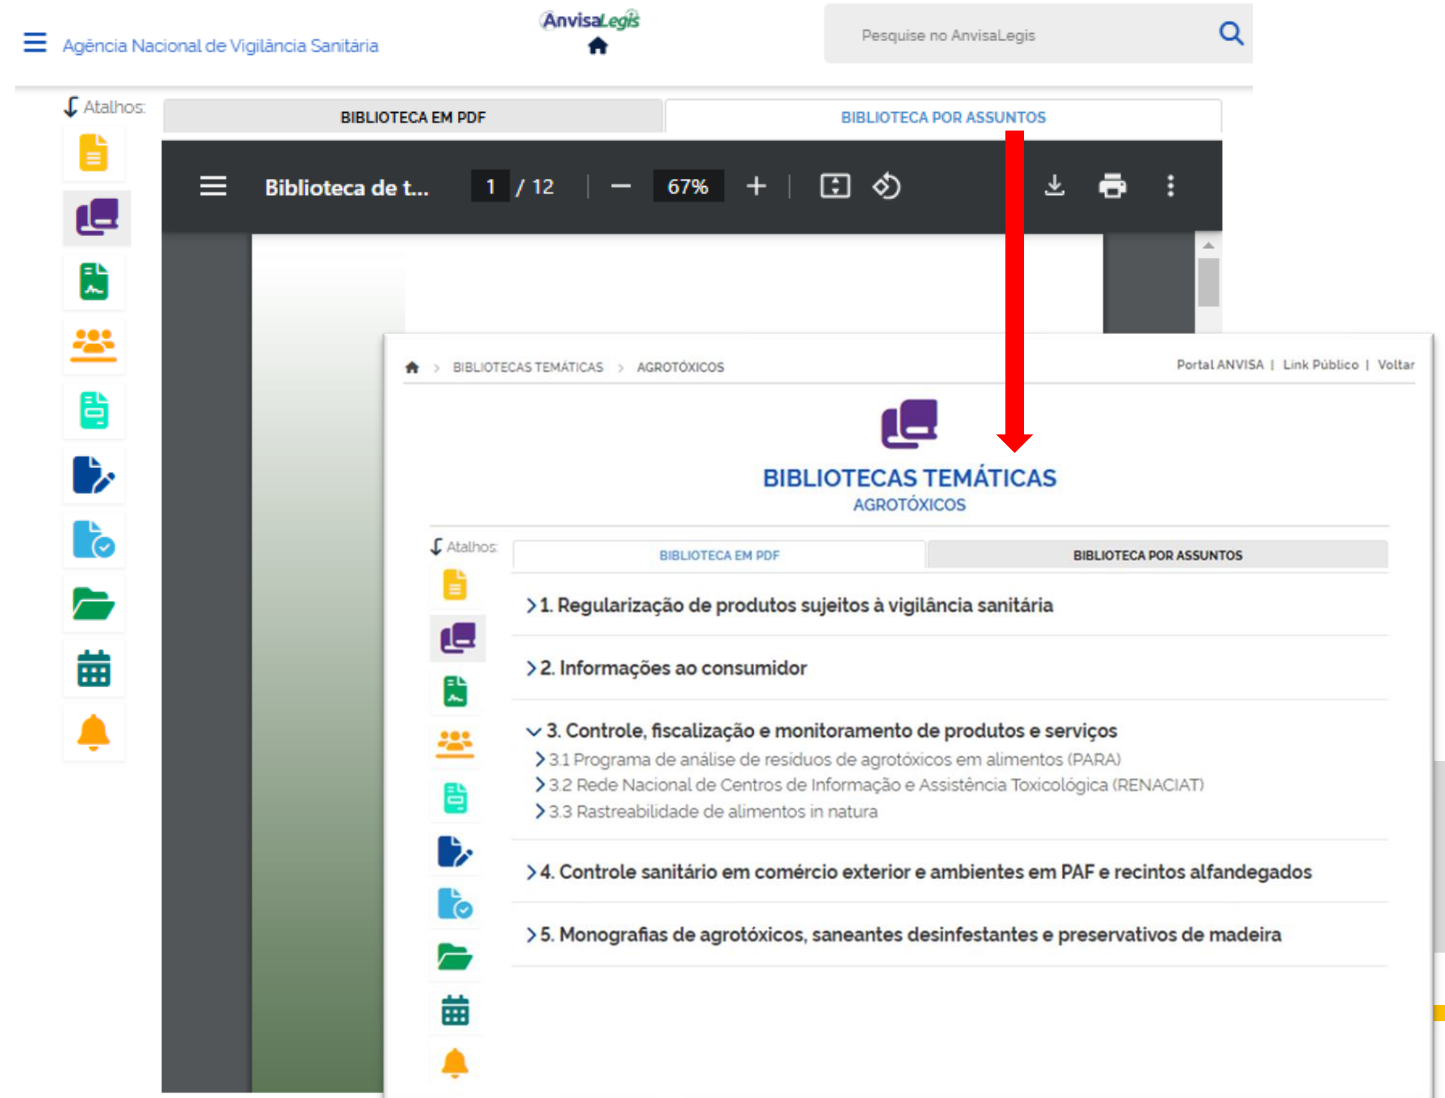 AnvisaLegis
Agência Nacional de Vigilância Sanitária
Pesquise no AnvisaLegis
Atalhos:
BIBLIOTECA EM PDF
BIBLIOTECA POR ASSUNTOS
Biblioteca de t... 1 / 12 67%
BIBLIOTECAS TEMÁTICAS > AGROTÓXICOS
Portal ANVISA | Link Público | Voltar
BIBLIOTECAS TEMÁTICAS
AGROTÓXICOS
Atalhos:
BIBLIOTECA EM PDF
BIBLIOTECA POR ASSUNTOS
1. Regularização de produtos sujeitos à vigilância sanitária
2. Informações ao consumidor
3. Controle, fiscalização e monitoramento de produtos e serviços
3.1 Programa de análise de resíduos de agrotóxicos em alimentos (PARA)
3.2 Rede Nacional de Centros de Informação e Assistência Toxicológica (RENACIAT)
3.3 Rastreabilidade de alimentos in natura
4. Controle sanitário em comércio exterior e ambientes em PAF e recintos alfandegados
5. Monografias de agrotóxicos, saneantes desinfestantes e preservativos de madeira